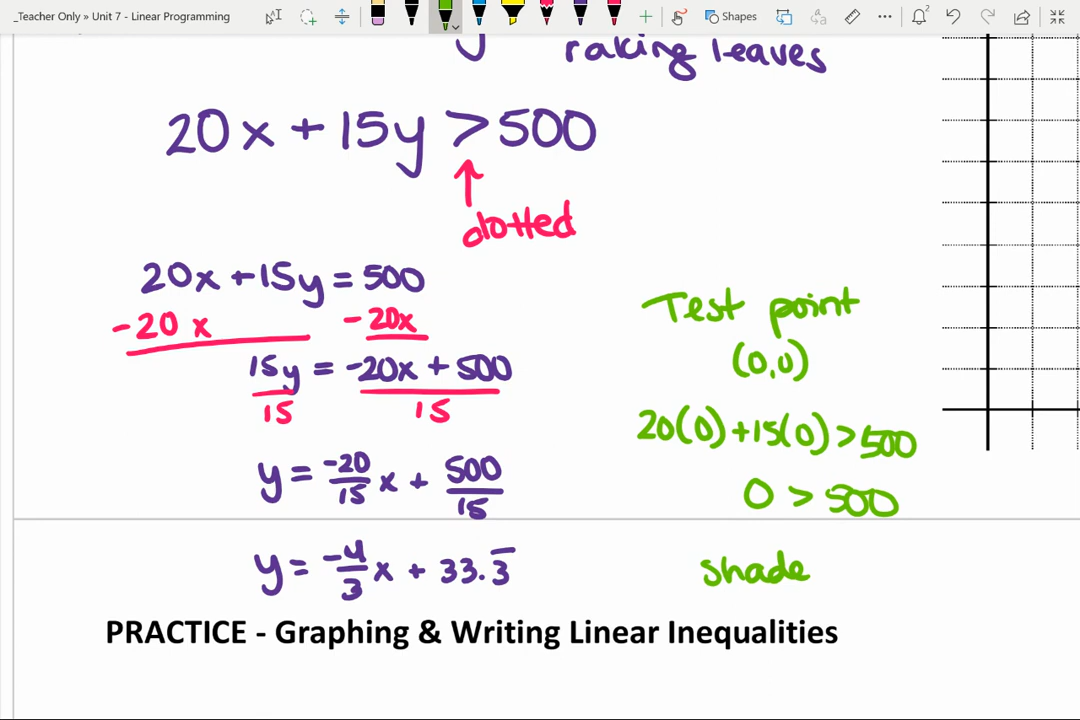 _Teacher Only » Unit 7 - Linear Programming
Shapes
y raking leaves
20x + 15y > 500
dotted
20x + 15y = 500
-20x -20x
15y = -20x + 500
15 15
y = -20/15 x + 500/15
y = -4/3 x + 33.3̅
Test point
(0,0)
20(0) + 15(0) > 500
0 > 500
shade
PRACTICE - Graphing & Writing Linear Inequalities